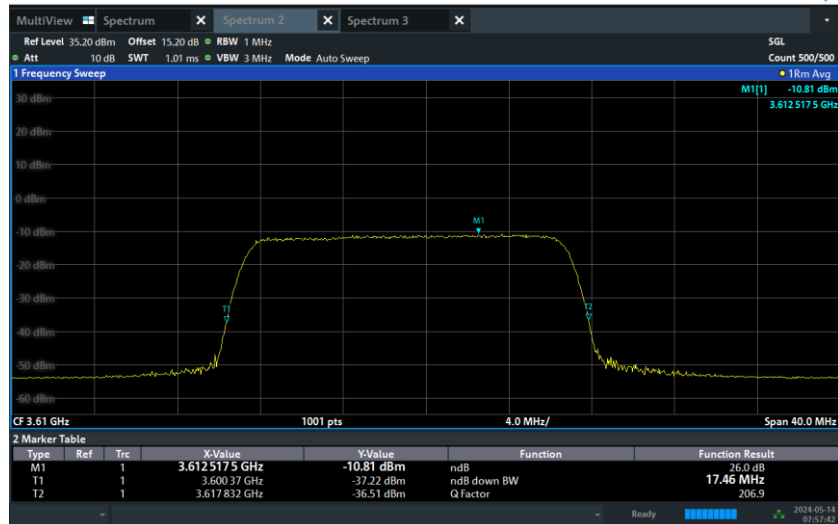 MultiView Spectrum X Spectrum 2 X Spectrum 3 X
Ref Level 35.20 dBm Offset 15.20 dB RBW 1 MHz SGL
Att 10 dB SWT 1.01 ms VBW 3 MHz Mode Auto Sweep Count 500/500
1 Frequency Sweep 1Rm Avg
M1[1] -10.81 dBm
3.612 517 5 GHz
30 dBm
20 dBm
10 dBm
0 dBm
M1
-10 dBm
-20 dBm
-30 dBm
T1 T2
-40 dBm
-50 dBm
-60 dBm
CF 3.61 GHz 1001 pts 4.0 MHz/ Span 40.0 MHz
2 Marker Table
Type Ref Trc X-Value Y-Value Function Function Result
M1 1 3.612 517 5 GHz -10.81 dBm ndB 26.0 dB
T1 1 3.600 37 GHz -37.22 dBm ndB down BW 17.46 MHz
T2 1 3.617 832 GHz -36.51 dBm Q Factor 206.9
Ready 2024-05-14
07:57:42